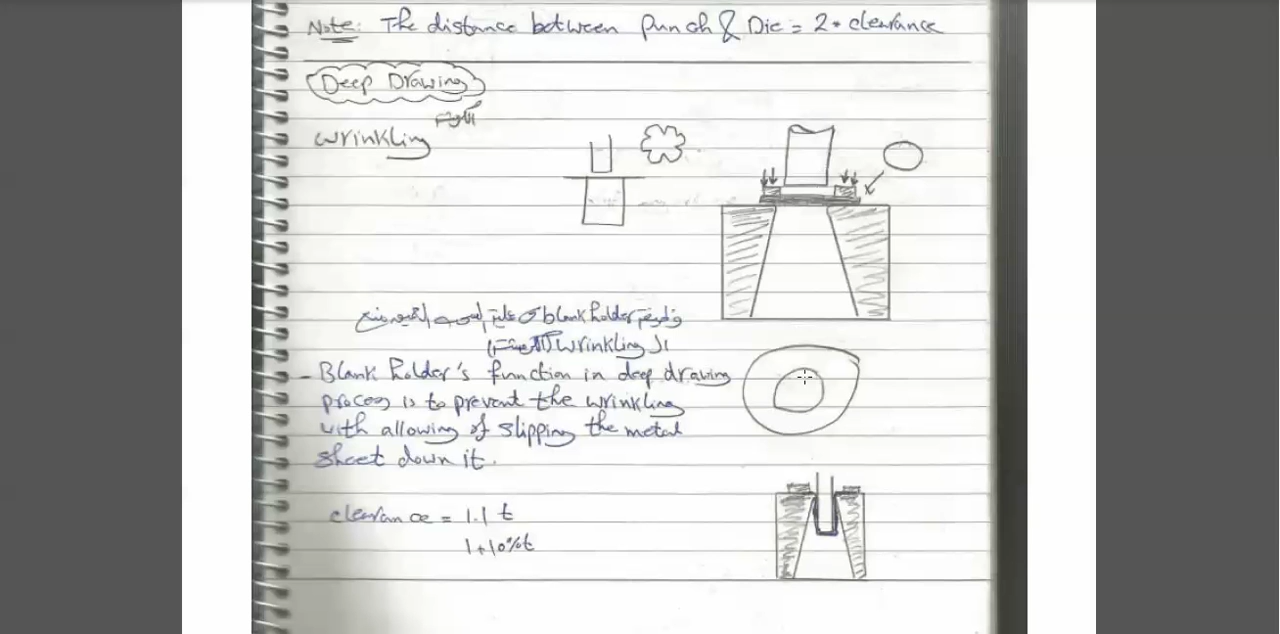 Note: The distance between Punch & Die = 2 * clearance
Deep Drawing
wrinkling
blank holder
wrinkling
- Blank holder's function in deep drawing
process is to prevent the wrinkling
with allowing of slipping the metal
sheet down it.
clearance = 1.1 t
1+10%t